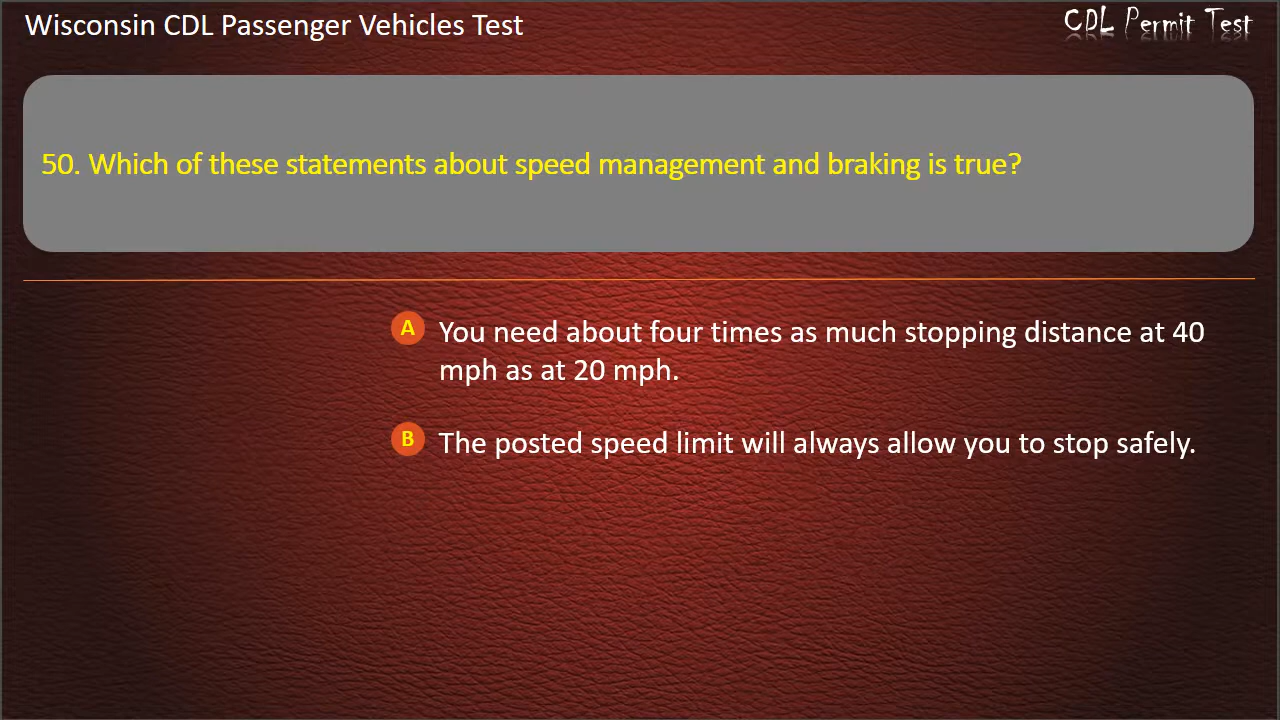 Wisconsin CDL Passenger Vehicles Test
CDL Permit Test
50. Which of these statements about speed management and braking is true?
A You need about four times as much stopping distance at 40
mph as at 20 mph.
B The posted speed limit will always allow you to stop safely.